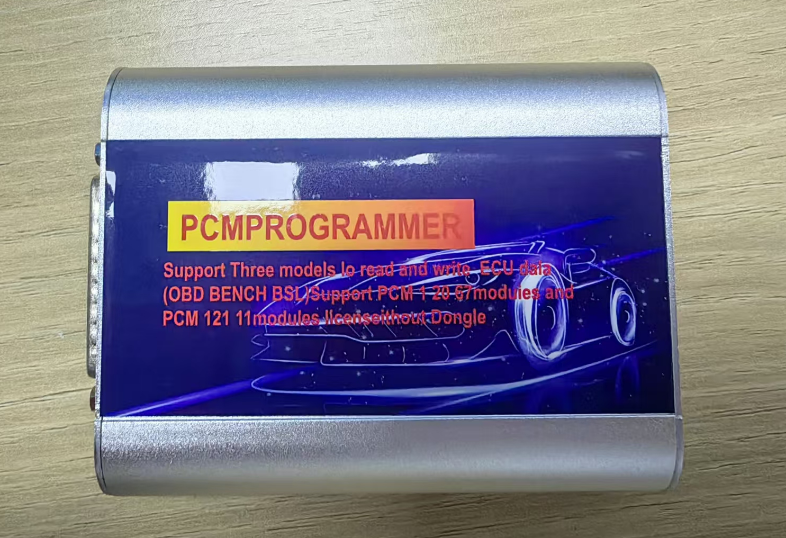 PCMPROGRAMMER
Support Three models to read and write ECU data
(OBD BENCH BSL)Support PCM 1 20 67modules and
PCM 121 11modules licenseithout Dongle